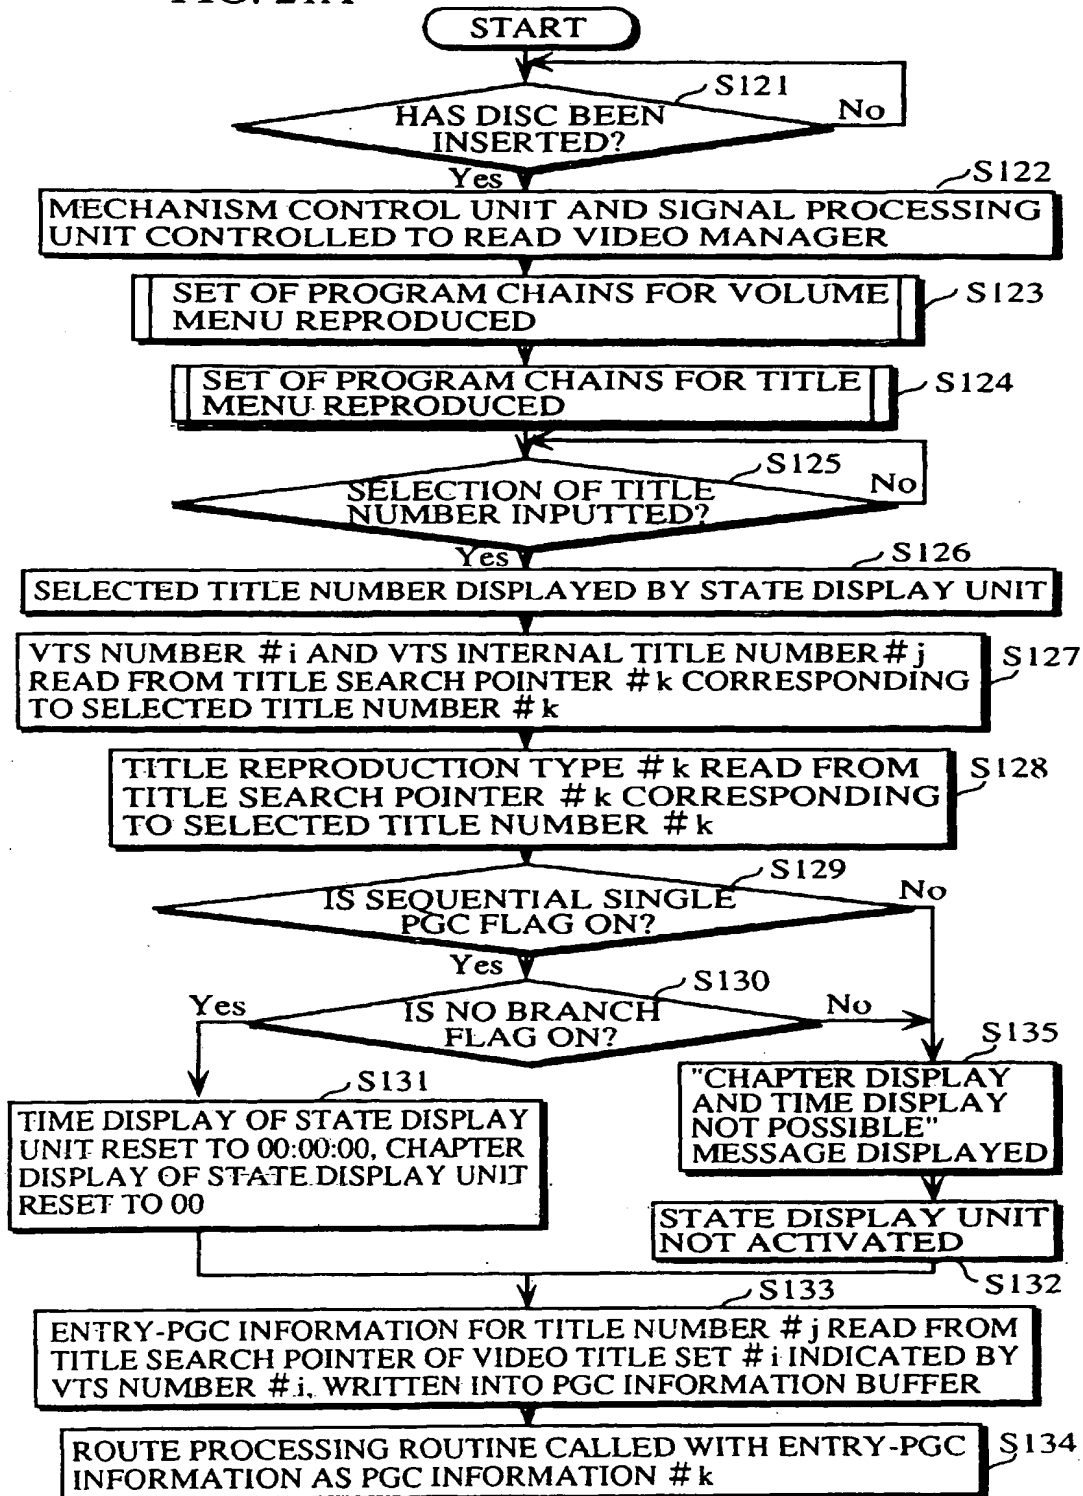 START
S121
HAS DISC BEEN
INSERTED?
No
Yes
S122
MECHANISM CONTROL UNIT AND SIGNAL PROCESSING
UNIT CONTROLLED TO READ VIDEO MANAGER
SET OF PROGRAM CHAINS FOR VOLUME
MENU REPRODUCED
S123
SET OF PROGRAM CHAINS FOR TITLE
MENU REPRODUCED
S124
S125
SELECTION OF TITLE
NUMBER INPUTTED?
No
Yes
S126
SELECTED TITLE NUMBER DISPLAYED BY STATE DISPLAY UNIT
VTS NUMBER #i AND VTS INTERNAL TITLE NUMBER#j
READ FROM TITLE SEARCH POINTER #k CORRESPONDING
TO SELECTED TITLE NUMBER #k
S127
TITLE REPRODUCTION TYPE #k READ FROM
TITLE SEARCH POINTER #k CORRESPONDING
TO SELECTED TITLE NUMBER #k
S128
S129
IS SEQUENTIAL SINGLE
PGC FLAG ON?
No
Yes
S130
IS NO BRANCH
FLAG ON?
Yes
No
S131
TIME DISPLAY OF STATE DISPLAY
UNIT RESET TO 00:00:00, CHAPTER
DISPLAY OF STATE DISPLAY UNIT
RESET TO 00
S135
"CHAPTER DISPLAY
AND TIME DISPLAY
NOT POSSIBLE"
MESSAGE DISPLAYED
STATE DISPLAY UNIT
NOT ACTIVATED
S132
S133
ENTRY-PGC INFORMATION FOR TITLE NUMBER #j READ FROM
TITLE SEARCH POINTER OF VIDEO TITLE SET #i INDICATED BY
VTS NUMBER #i, WRITTEN INTO PGC INFORMATION BUFFER
ROUTE PROCESSING ROUTINE CALLED WITH ENTRY-PGC
INFORMATION AS PGC INFORMATION #k
S134